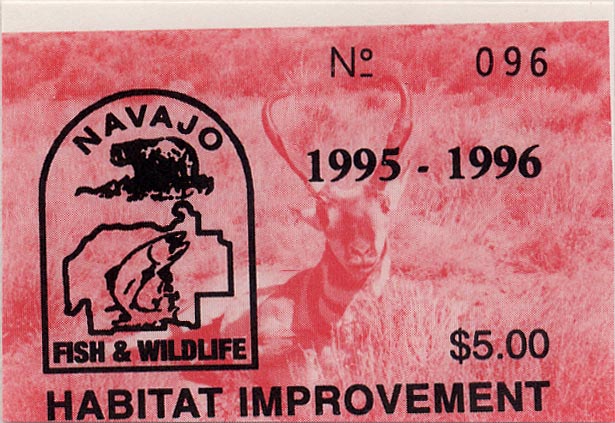 Nº 096
1995 - 1996
NAVAJO
FISH & WILDLIFE
$5.00
HABITAT IMPROVEMENT